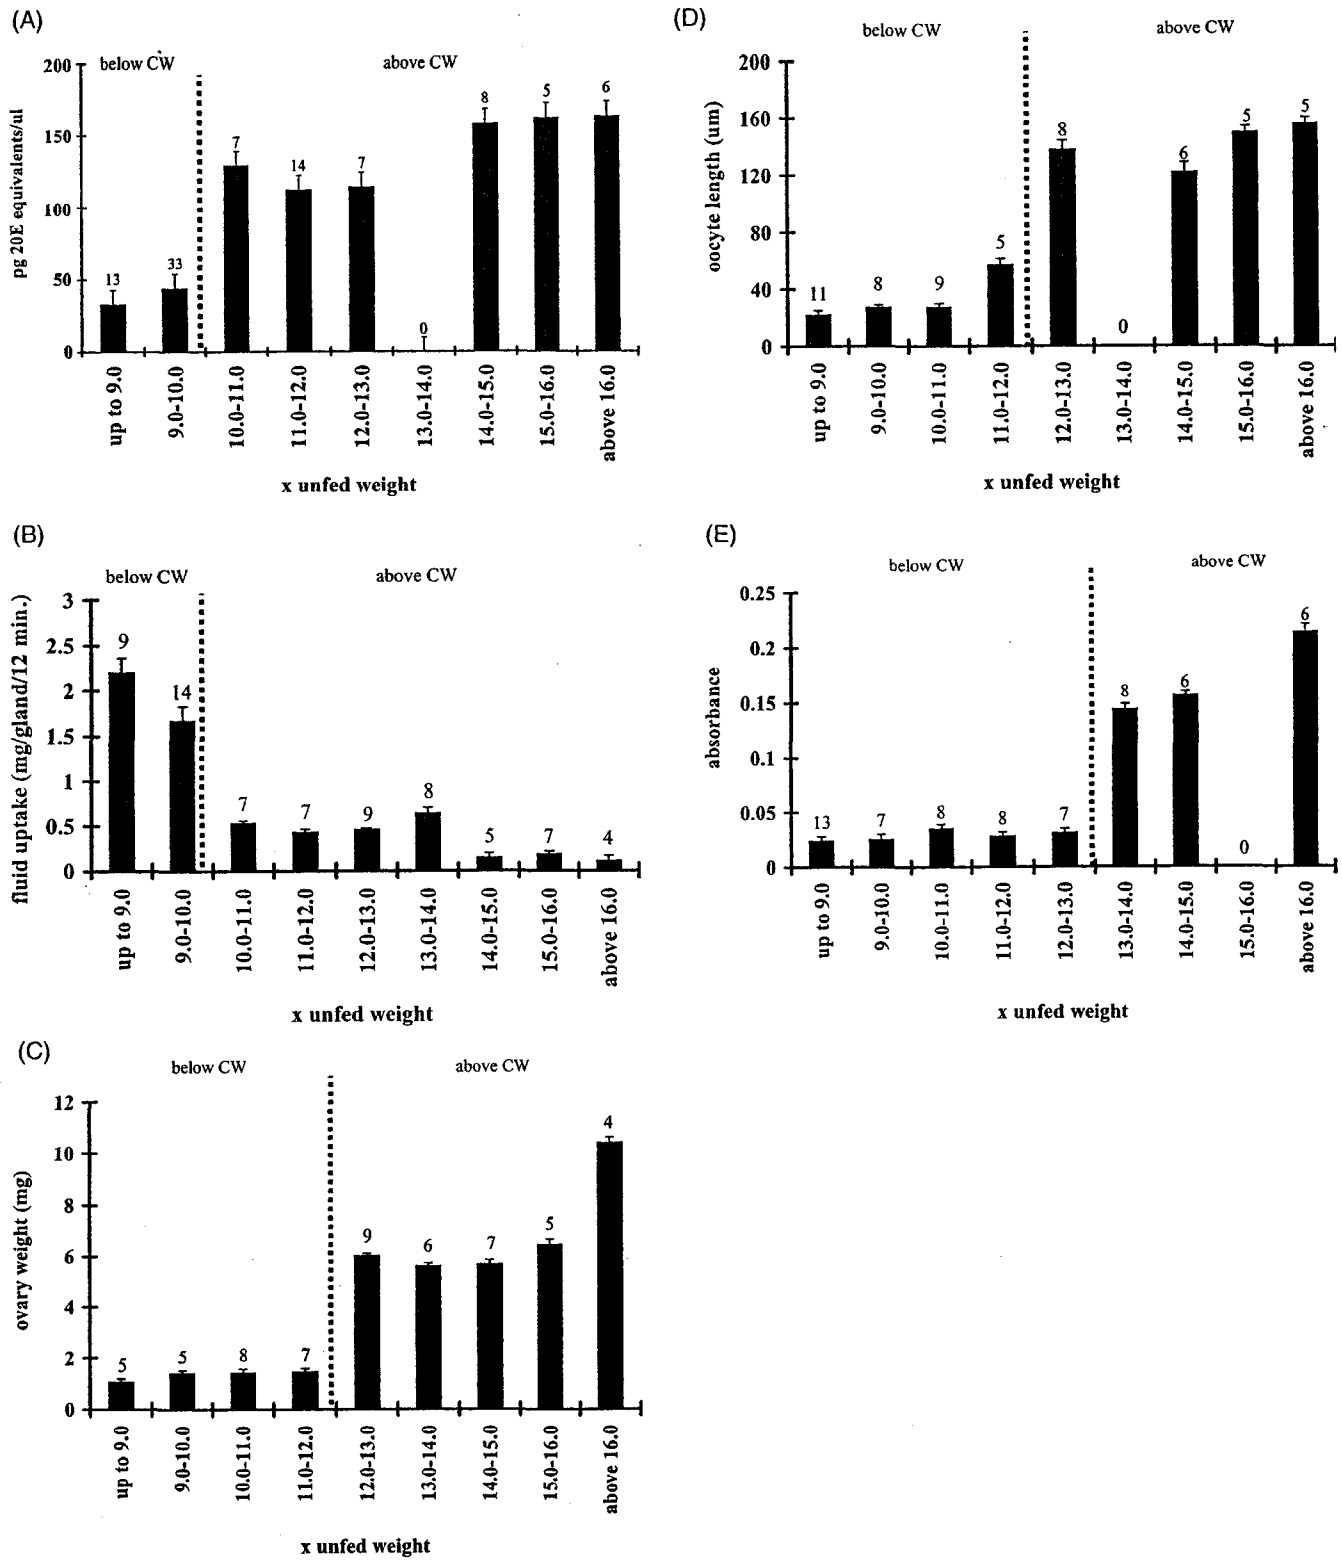 (A)
below CW above CW
pg 20E equivalents/ul
200
150
100
50
0
13 33 7 14 7 0 8 5 6
up to 9.0 9.0-10.0 10.0-11.0 11.0-12.0 12.0-13.0 13.0-14.0 14.0-15.0 15.0-16.0 above 16.0
x unfed weight
(B)
below CW above CW
fluid uptake (mg/gland/12 min.)
3
2.5
2
1.5
1
0.5
0
9 14 7 7 9 8 5 7 4
up to 9.0 9.0-10.0 10.0-11.0 11.0-12.0 12.0-13.0 13.0-14.0 14.0-15.0 15.0-16.0 above 16.0
x unfed weight
(C)
below CW above CW
ovary weight (mg)
12
10
8
6
4
2
0
5 5 8 7 9 6 7 5 4
up to 9.0 9.0-10.0 10.0-11.0 11.0-12.0 12.0-13.0 13.0-14.0 14.0-15.0 15.0-16.0 above 16.0
x unfed weight
(D)
below CW above CW
oocyte length (um)
200
160
120
80
40
0
11 8 9 5 8 0 6 5 5
up to 9.0 9.0-10.0 10.0-11.0 11.0-12.0 12.0-13.0 13.0-14.0 14.0-15.0 15.0-16.0 above 16.0
x unfed weight
(E)
below CW above CW
absorbance
0.25
0.2
0.15
0.1
0.05
0
13 7 8 8 7 8 6 0 6
up to 9.0 9.0-10.0 10.0-11.0 11.0-12.0 12.0-13.0 13.0-14.0 14.0-15.0 15.0-16.0 above 16.0
x unfed weight